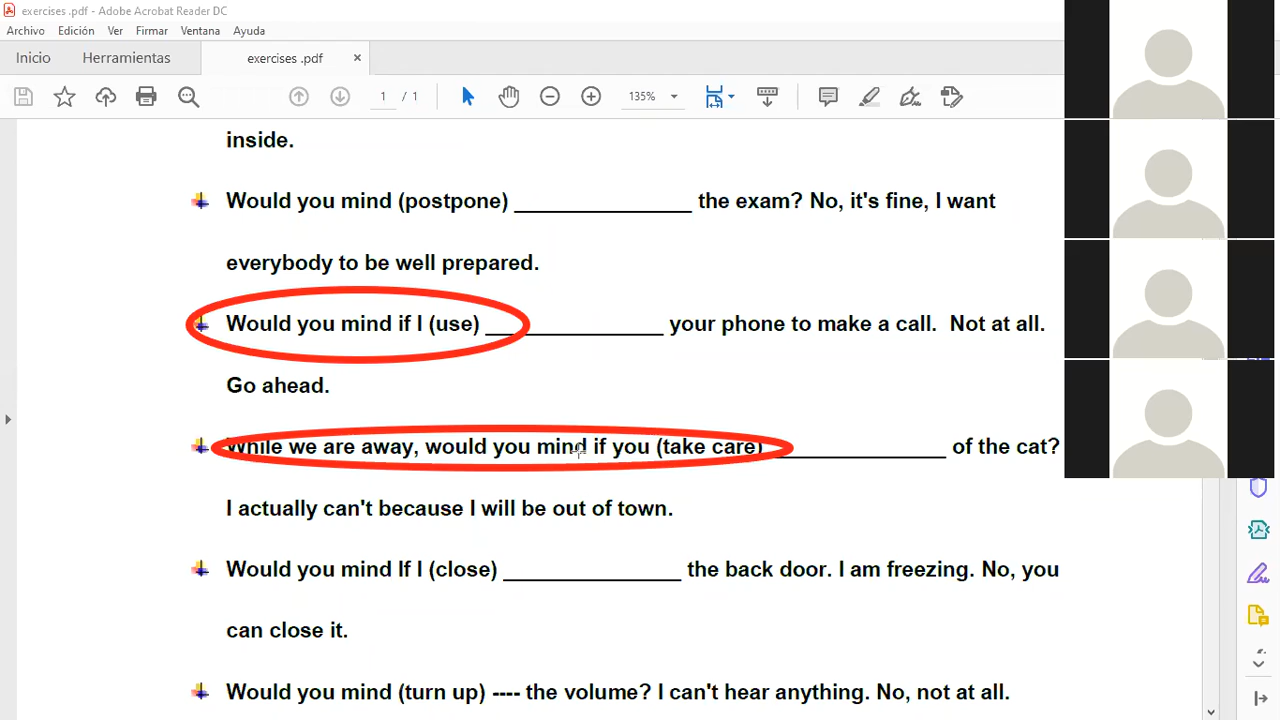 exercises .pdf - Adobe Acrobat Reader DC
Archivo Edición Ver Firmar Ventana Ayuda
Inicio Herramientas exercises .pdf ×
1 / 1 135%
inside.
Would you mind (postpone) ______________ the exam? No, it's fine, I want
everybody to be well prepared.
Would you mind if I (use) ______________ your phone to make a call. Not at all.
Go ahead.
While we are away, would you mind if you (take care) ______________ of the cat?
I actually can't because I will be out of town.
Would you mind If I (close) ______________ the back door. I am freezing. No, you
can close it.
Would you mind (turn up) ---- the volume? I can't hear anything. No, not at all.